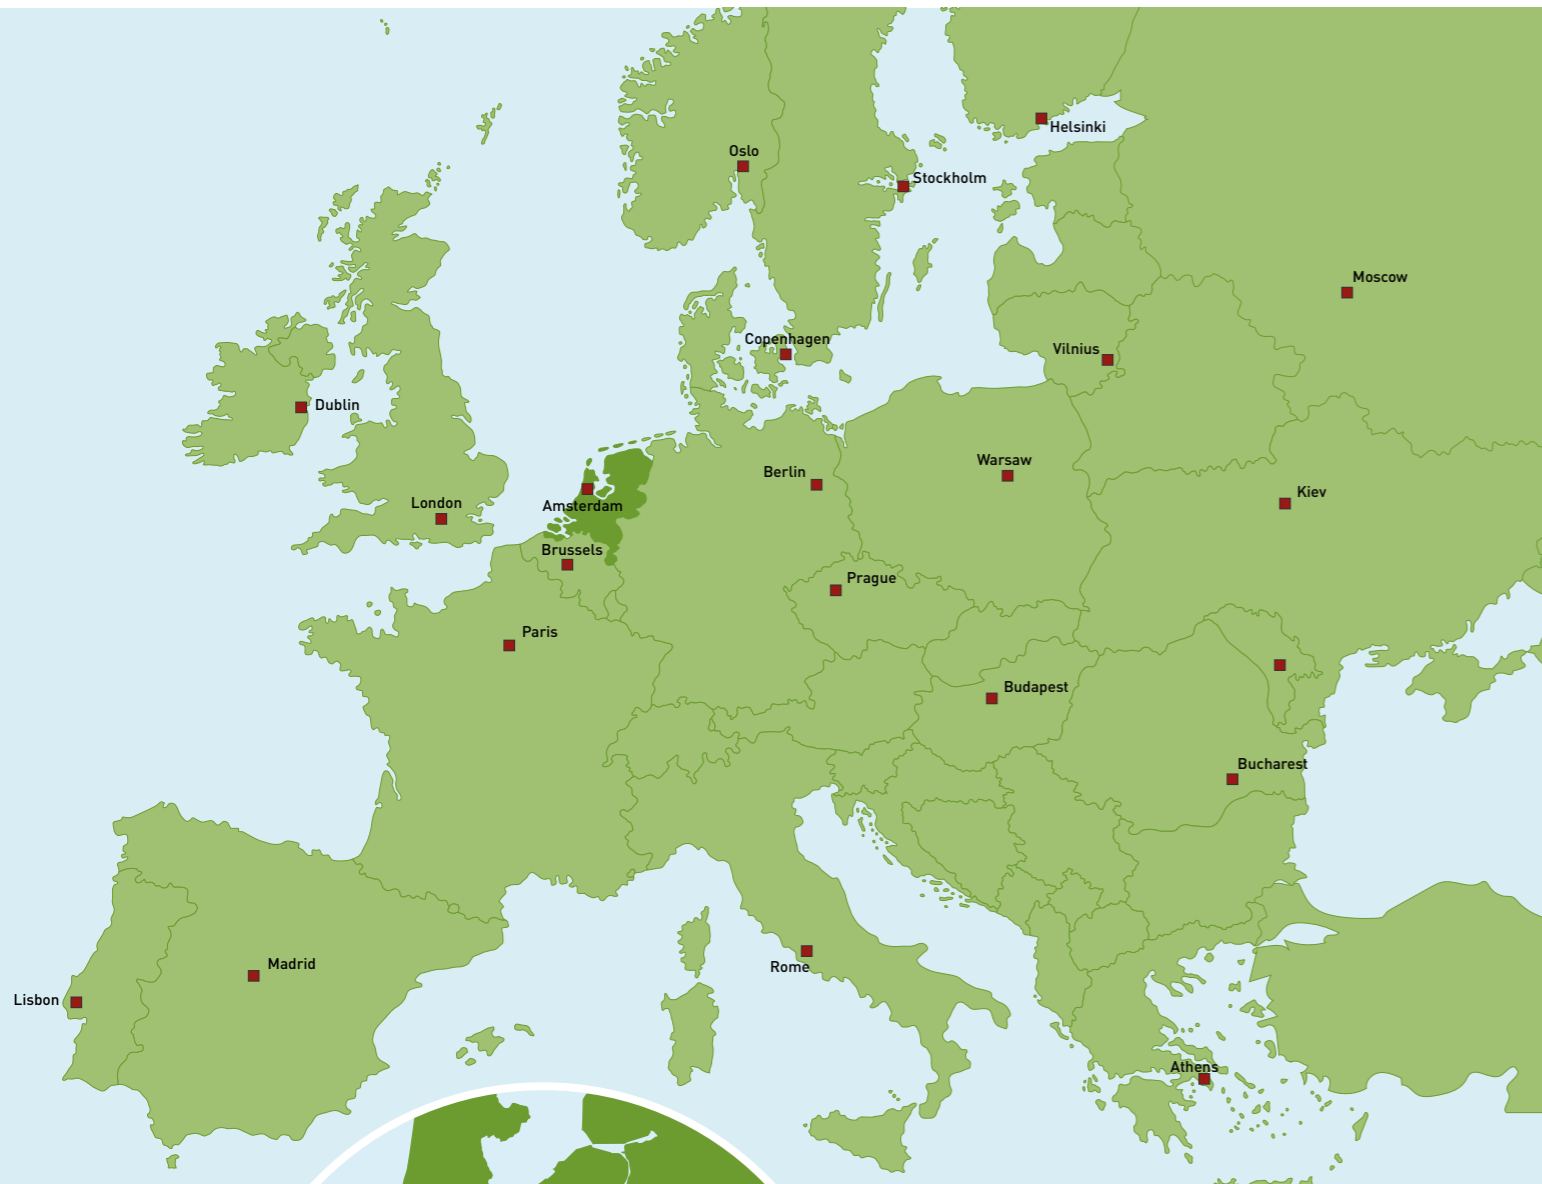 Helsinki
Oslo
Stockholm
Moscow
Copenhagen
Vilnius
Dublin
Warsaw
Berlin
Kiev
London
Amsterdam
Brussels
Prague
Paris
Budapest
Bucharest
Madrid
Rome
Lisbon
Athens